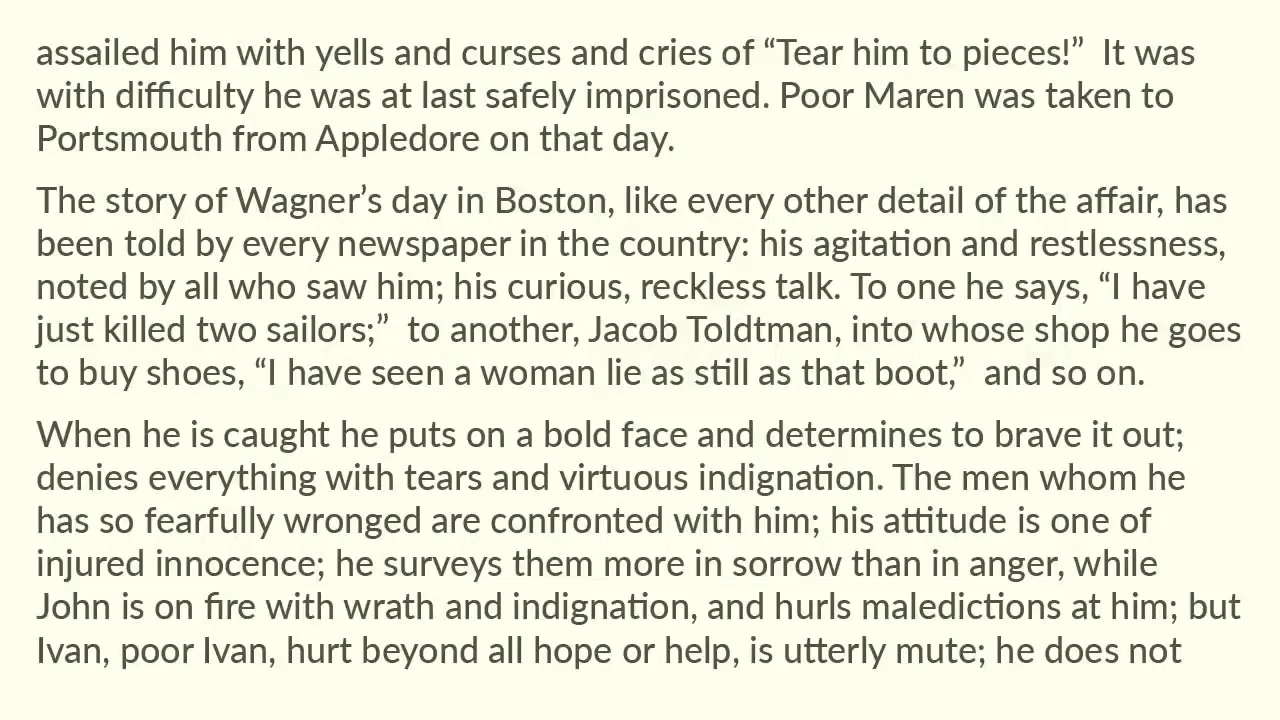 assailed him with yells and curses and cries of “Tear him to pieces!”  It was
with difficulty he was at last safely imprisoned. Poor Maren was taken to
Portsmouth from Appledore on that day.
The story of Wagner’s day in Boston, like every other detail of the affair, has
been told by every newspaper in the country: his agitation and restlessness,
noted by all who saw him; his curious, reckless talk. To one he says, “I have
just killed two sailors;”  to another, Jacob Toldtman, into whose shop he goes
to buy shoes, “I have seen a woman lie as still as that boot,”  and so on.
When he is caught he puts on a bold face and determines to brave it out;
denies everything with tears and virtuous indignation. The men whom he
has so fearfully wronged are confronted with him; his attitude is one of
injured innocence; he surveys them more in sorrow than in anger, while
John is on fire with wrath and indignation, and hurls maledictions at him; but
Ivan, poor Ivan, hurt beyond all hope or help, is utterly mute; he does not